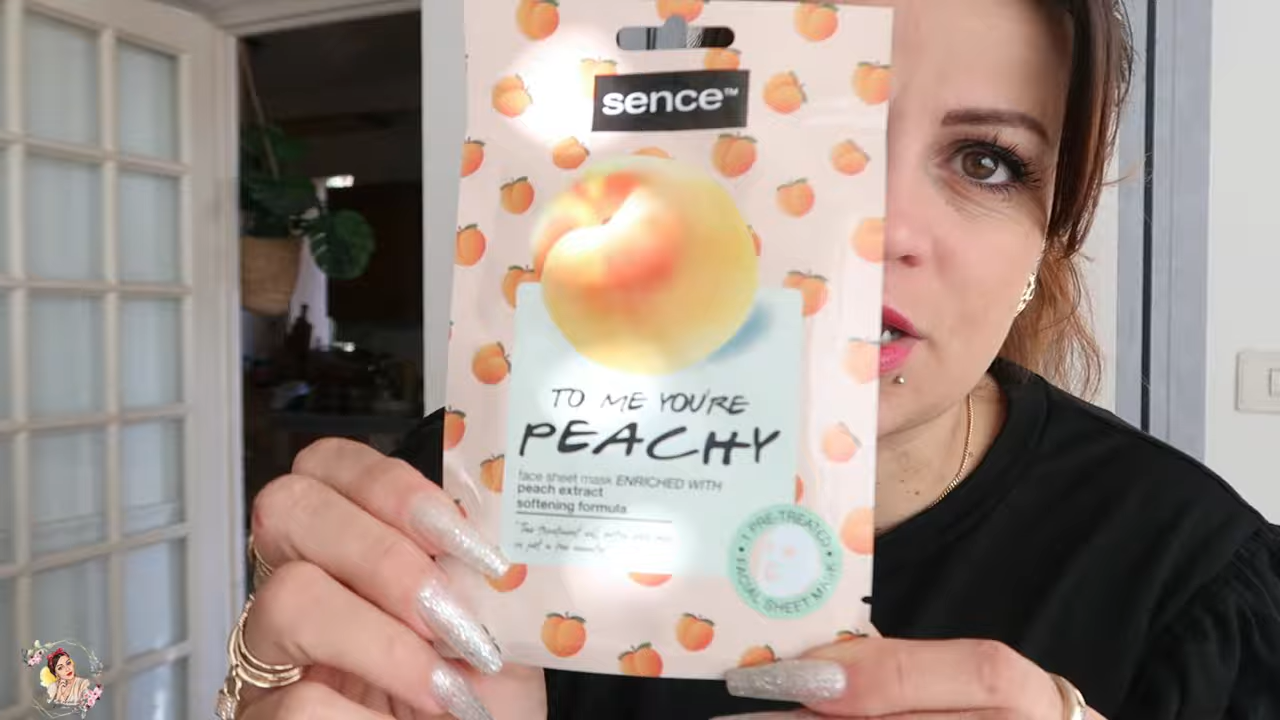 sence™
TO ME YOU'RE
PEACHY
face sheet mask ENRICHED WITH
peach extract
softening formula
• 1 PRE-TREATED •
FACIAL SHEET MASK